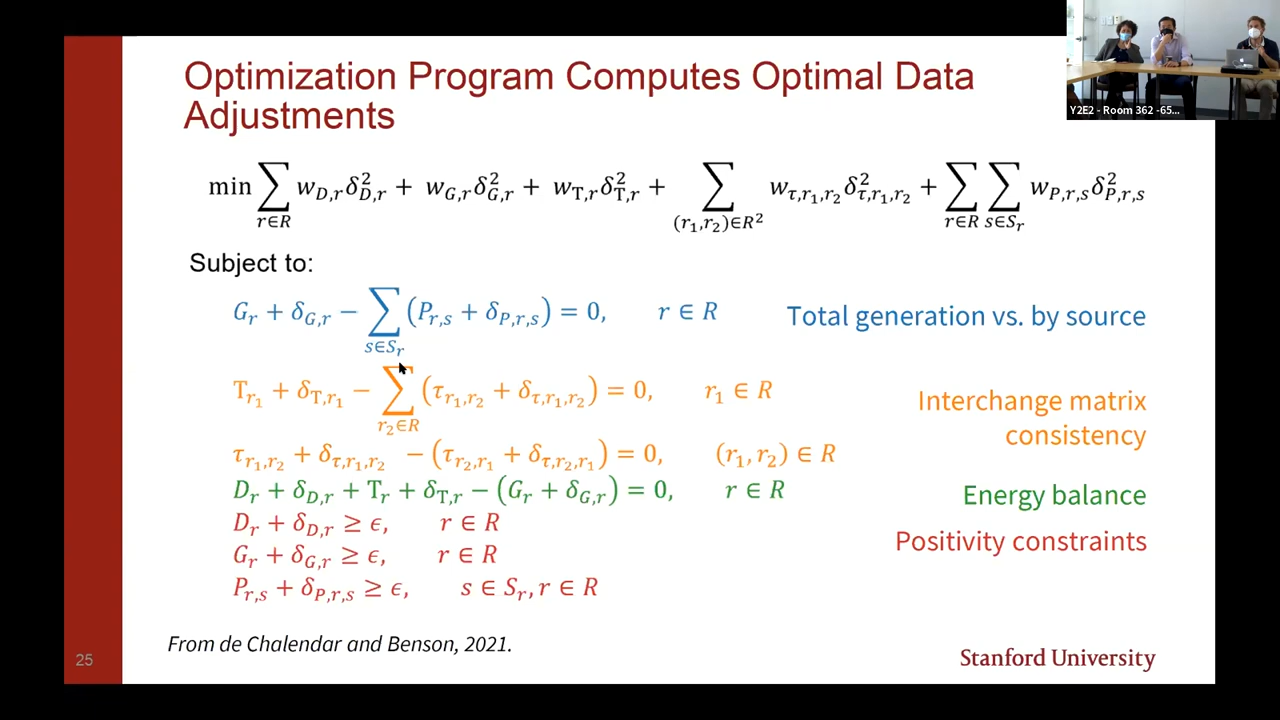 Optimization Program Computes Optimal Data
Adjustments
Y2E2 - Room 362 -65...
min ∑_{r∈R} w_{D,r}δ²_{D,r} + w_{G,r}δ²_{G,r} + w_{T,r}δ²_{T,r} + ∑_{(r₁,r₂)∈R²} w_{τ,r₁,r₂}δ²_{τ,r₁,r₂} + ∑_{r∈R} ∑_{s∈S_r} w_{P,r,s}δ²_{P,r,s}
Subject to:
G_r + δ_{G,r} − ∑_{s∈S_r} (P_{r,s} + δ_{P,r,s}) = 0, r ∈ R
Total generation vs. by source
T_{r₁} + δ_{T,r₁} − ∑_{r₂∈R} (τ_{r₁,r₂} + δ_{τ,r₁,r₂}) = 0, r₁ ∈ R
Interchange matrix
consistency
τ_{r₁,r₂} + δ_{τ,r₁,r₂} − (τ_{r₂,r₁} + δ_{τ,r₂,r₁}) = 0, (r₁, r₂) ∈ R
D_r + δ_{D,r} + T_r + δ_{T,r} − (G_r + δ_{G,r}) = 0, r ∈ R
Energy balance
D_r + δ_{D,r} ≥ ϵ, r ∈ R
Positivity constraints
G_r + δ_{G,r} ≥ ϵ, r ∈ R
P_{r,s} + δ_{P,r,s} ≥ ϵ, s ∈ S_r, r ∈ R
From de Chalendar and Benson, 2021.
25
Stanford University